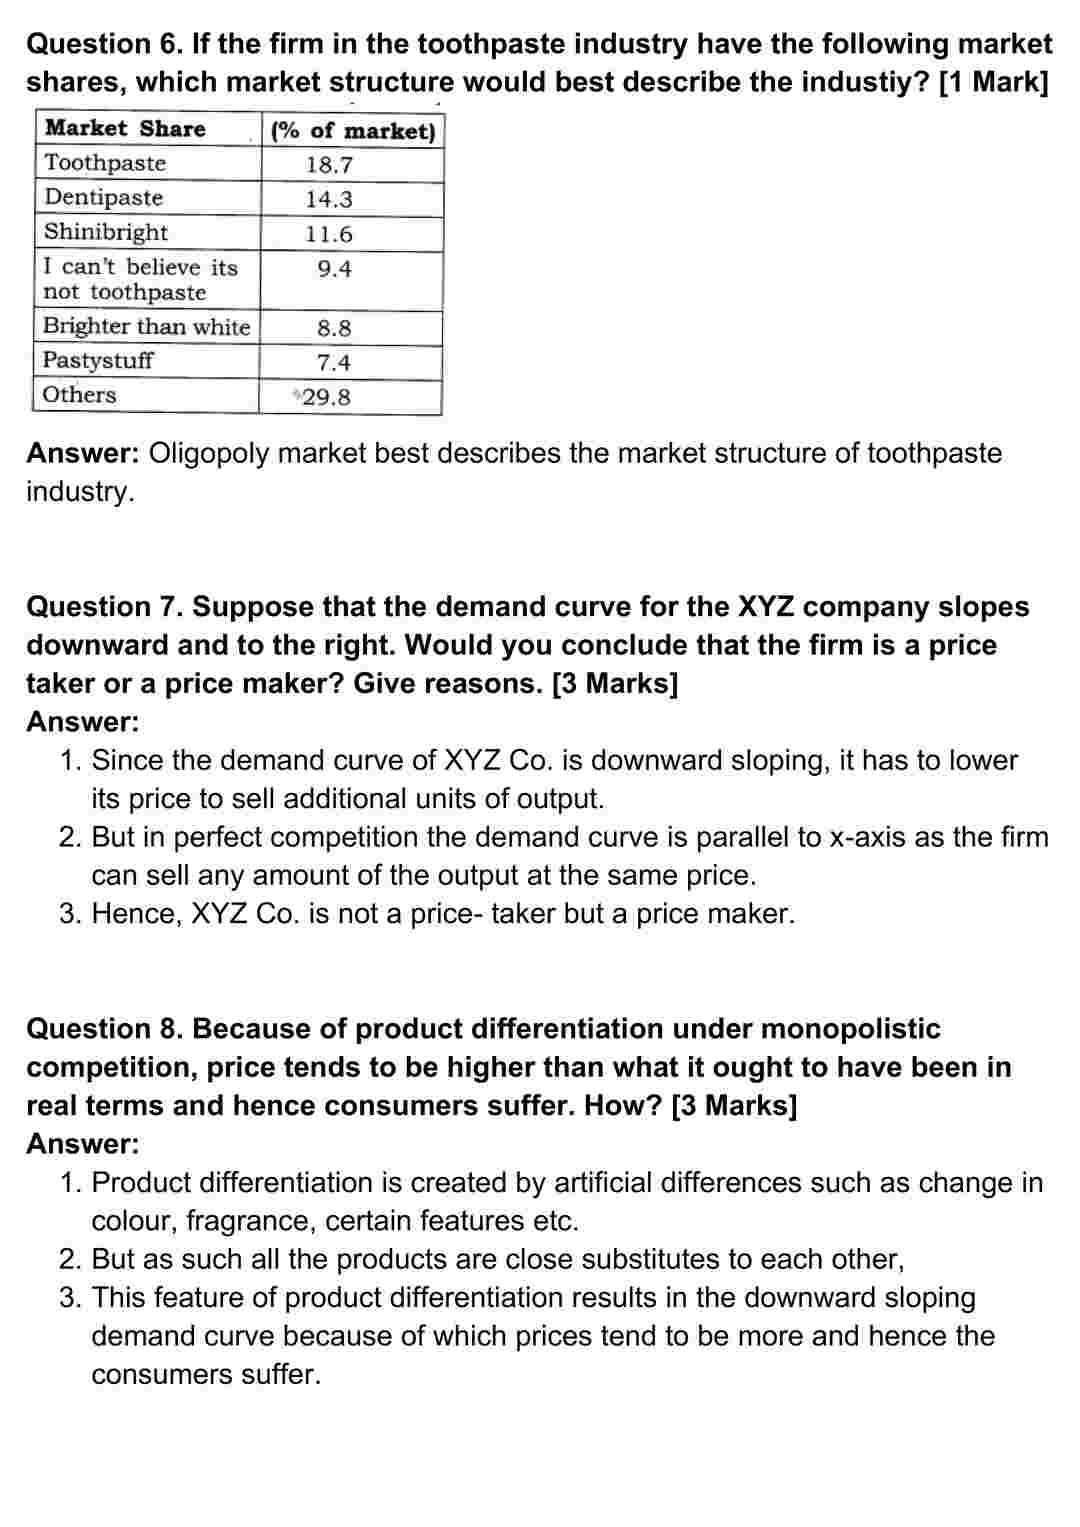 Question 6. If the firm in the toothpaste industry have the following market
shares, which market structure would best describe the industiy? [1 Mark]
Market Share (% of market)
Toothpaste 18.7
Dentipaste 14.3
Shinibright 11.6
I can't believe its 9.4
not toothpaste
Brighter than white 8.8
Pastystuff 7.4
Others 29.8
Answer: Oligopoly market best describes the market structure of toothpaste
industry.
Question 7. Suppose that the demand curve for the XYZ company slopes
downward and to the right. Would you conclude that the firm is a price
taker or a price maker? Give reasons. [3 Marks]
Answer:
1. Since the demand curve of XYZ Co. is downward sloping, it has to lower
its price to sell additional units of output.
2. But in perfect competition the demand curve is parallel to x-axis as the firm
can sell any amount of the output at the same price.
3. Hence, XYZ Co. is not a price- taker but a price maker.
Question 8. Because of product differentiation under monopolistic
competition, price tends to be higher than what it ought to have been in
real terms and hence consumers suffer. How? [3 Marks]
Answer:
1. Product differentiation is created by artificial differences such as change in
colour, fragrance, certain features etc.
2. But as such all the products are close substitutes to each other,
3. This feature of product differentiation results in the downward sloping
demand curve because of which prices tend to be more and hence the
consumers suffer.